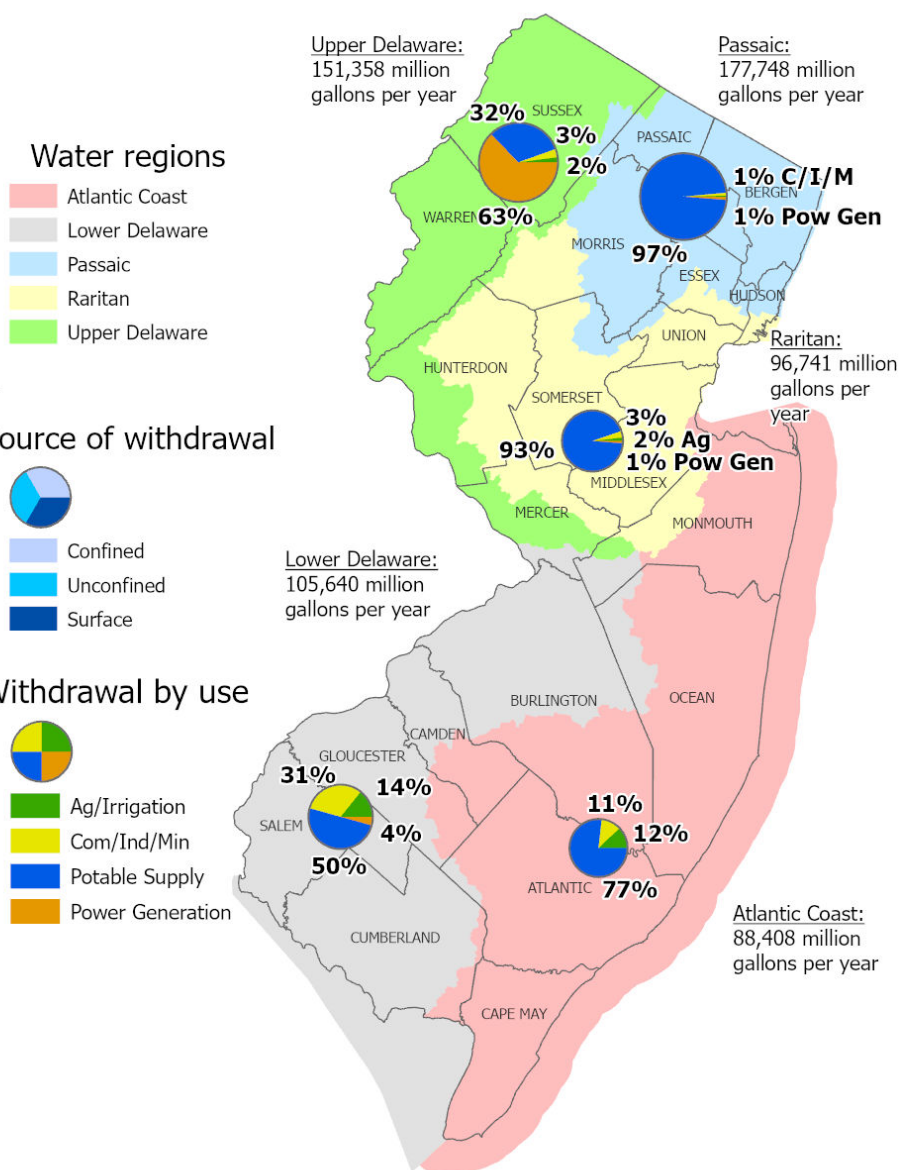 Upper Delaware:
151,358 million
gallons per year
Passaic:
177,748 million
gallons per year
Water regions
Atlantic Coast
Lower Delaware
Passaic
Raritan
Upper Delaware
SUSSEX
32%
3%
2%
63%
WARREN
PASSAIC
1% C/I/M
BERGEN
1% Pow Gen
97%
MORRIS
ESSEX
HUDSON
UNION
Raritan:
96,741 million
gallons per
year
HUNTERDON
SOMERSET
3%
93%
2% Ag
1% Pow Gen
MIDDLESEX
MERCER
MONMOUTH
ource of withdrawal
Confined
Unconfined
Surface
Lower Delaware:
105,640 million
gallons per year
Withdrawal by use
Ag/Irrigation
Com/Ind/Min
Potable Supply
Power Generation
BURLINGTON
OCEAN
CAMDEN
GLOUCESTER
31%
14%
SALEM
4%
50%
11%
12%
ATLANTIC
77%
CUMBERLAND
CAPE MAY
Atlantic Coast:
88,408 million
gallons per year